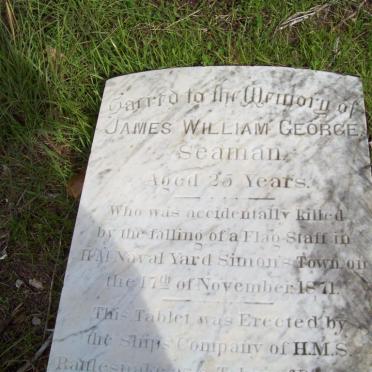 Sacred to the Memory of
JAMES WILLIAM GEORGE,
Seaman,
Aged 25 Years.
Who was accidentally killed
by the falling of a Flag Staff in
H.M. Naval Yard Simon's Town on
the 17th of November 1871.
This Tablet was Erected by
the Ships Company of H.M.S.
Rattlesnake